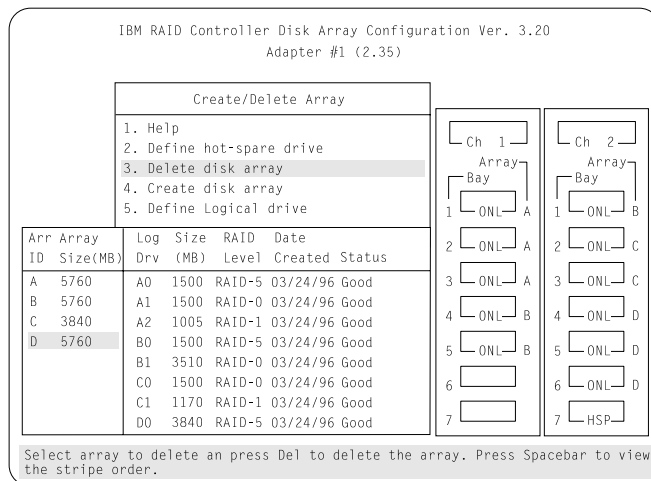 IBM RAID Controller Disk Array Configuration Ver. 3.20
Adapter #1 (2.35)
Create/Delete Array
1. Help
2. Define hot-spare drive
3. Delete disk array
4. Create disk array
5. Define Logical drive
Arr Array
ID Size(MB)
A 5760
B 5760
C 3840
D 5760
Log Size RAID Date
Drv (MB) Level Created Status
A0 1500 RAID-5 03/24/96 Good
A1 1500 RAID-0 03/24/96 Good
A2 1005 RAID-1 03/24/96 Good
B0 1500 RAID-5 03/24/96 Good
B1 3510 RAID-0 03/24/96 Good
C0 1500 RAID-0 03/24/96 Good
C1 1170 RAID-1 03/24/96 Good
D0 3840 RAID-5 03/24/96 Good
Ch 1
Array
Bay
1 ONL A
2 ONL A
3 ONL A
4 ONL B
5 ONL B
6
7
Ch 2
Array
Bay
1 ONL B
2 ONL C
3 ONL C
4 ONL D
5 ONL D
6 ONL D
7 HSP
Select array to delete an press Del to delete the array. Press Spacebar to view
the stripe order.